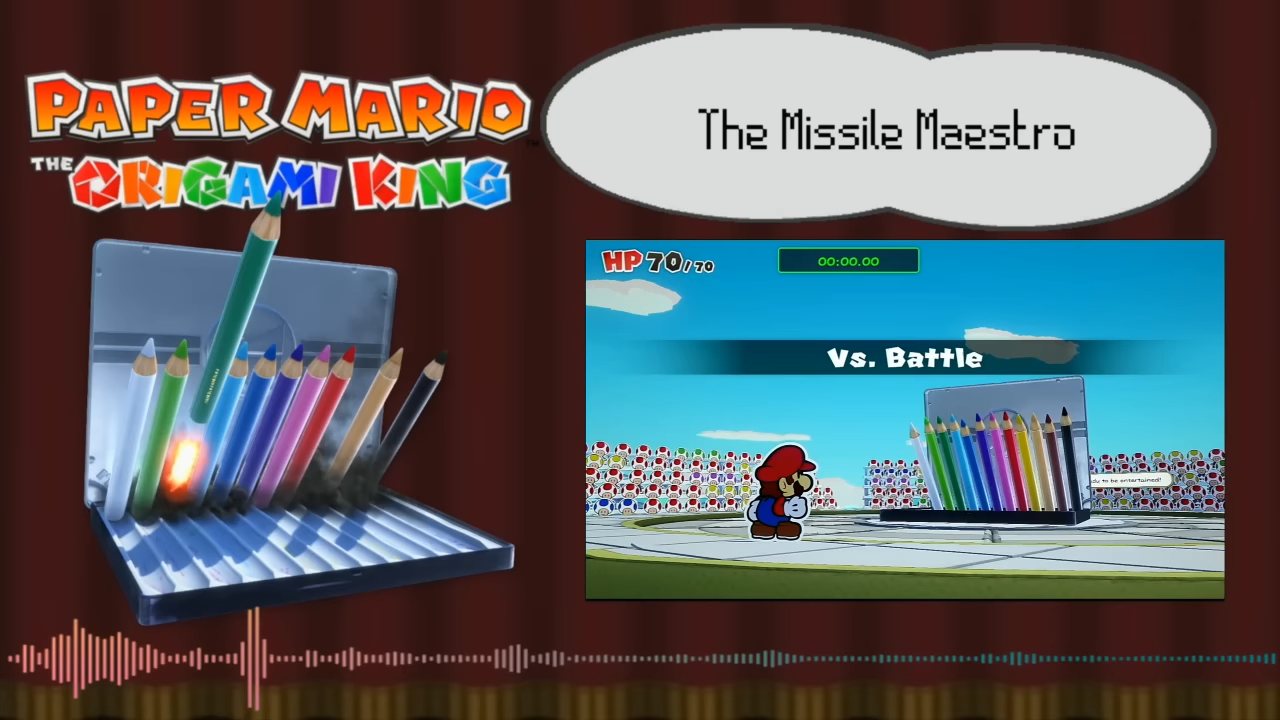 PAPER MARIO
THE ORIGAMI KING
The Missile Maestro
HP 70/70
00:00.00
Vs. Battle
dy to be entertained!